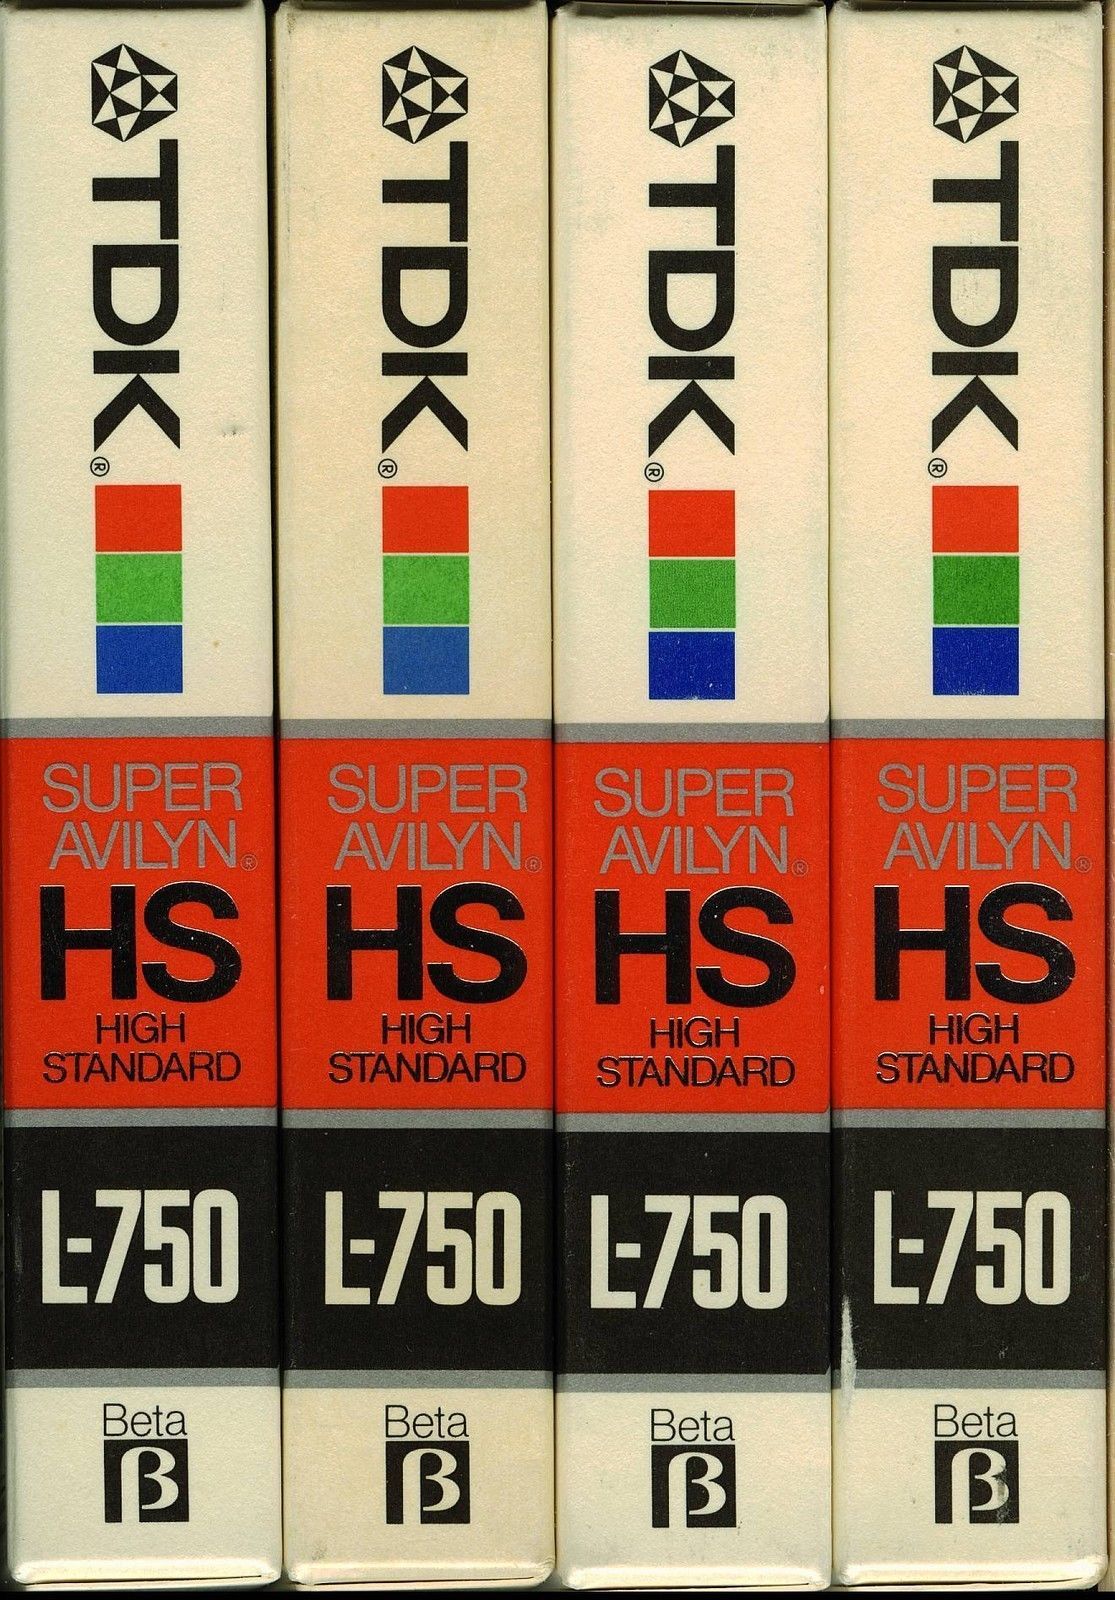 TDK®
SUPER
AVILYN®
HS
HIGH
STANDARD
L-750
Beta
β
TDK®
SUPER
AVILYN®
HS
HIGH
STANDARD
L-750
Beta
β
TDK®
SUPER
AVILYN®
HS
HIGH
STANDARD
L-750
Beta
β
TDK®
SUPER
AVILYN®
HS
HIGH
STANDARD
L-750
Beta
β